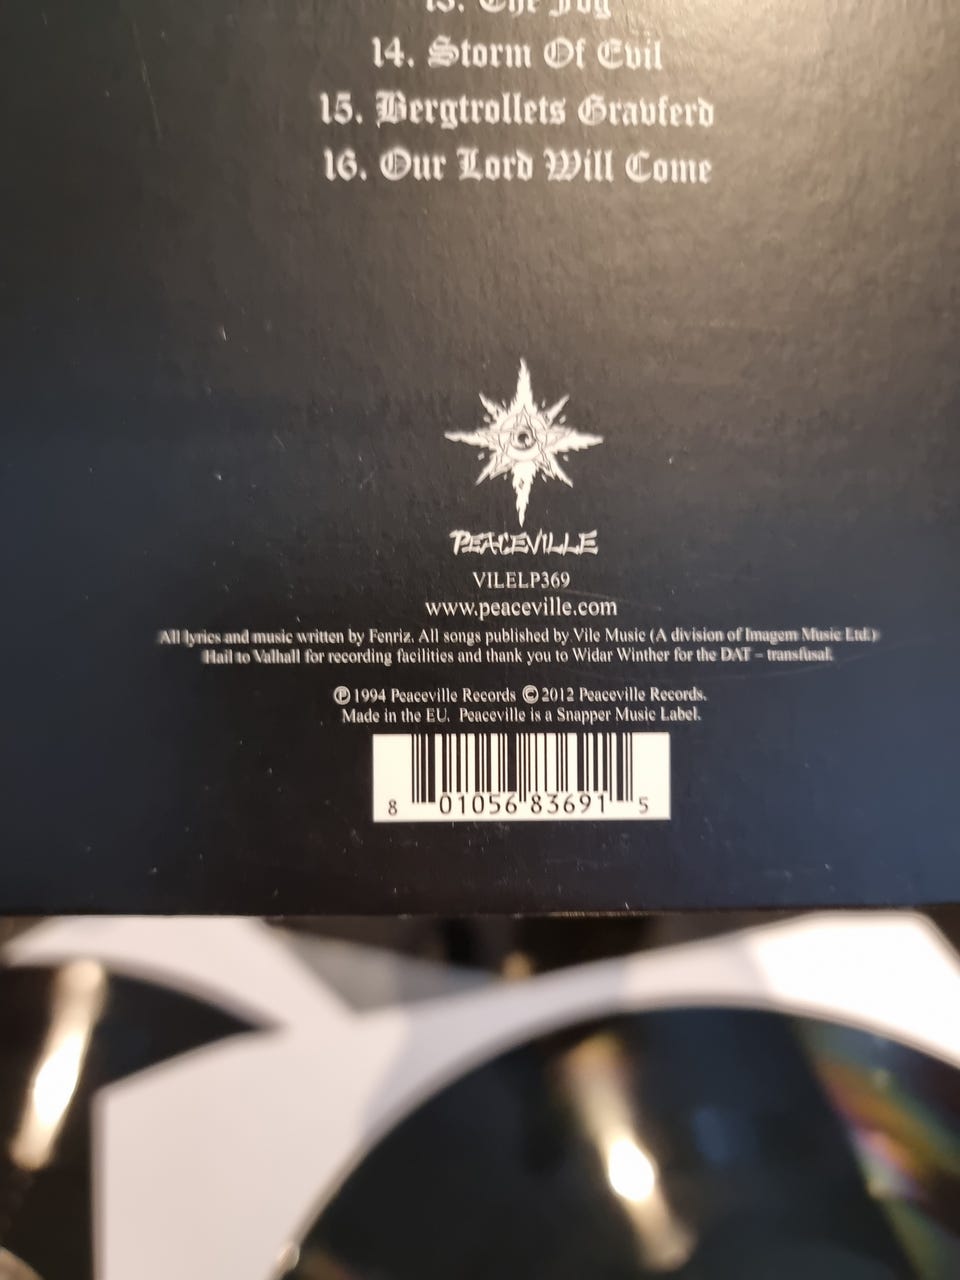 13. The Fog
14. Storm Of Evil
15. Bergtrollets Gravferd
16. Our Lord Will Come
PEACEVILLE
VILELP369
www.peaceville.com
All lyrics and music written by Fenriz. All songs published by Vile Music (A division of Imagem Music Ltd.)
Hail to Valhall for recording facilities and thank you to Widar Winther for the DAT – transfusal.
℗ 1994 Peaceville Records © 2012 Peaceville Records.
Made in the EU. Peaceville is a Snapper Music Label.
8 01056 83691 5